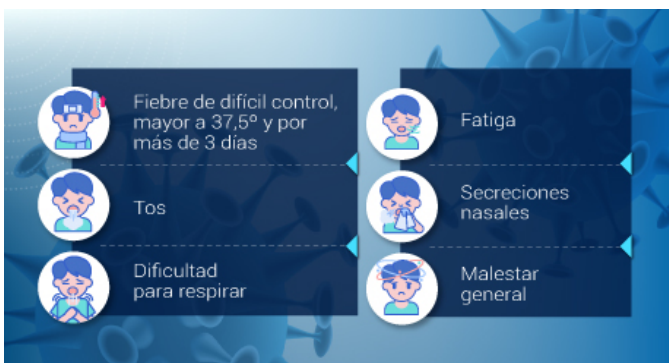 Fiebre de difícil control,
mayor a 37,5º y por
más de 3 días
Tos
Dificultad
para respirar
Fatiga
Secreciones
nasales
Malestar
general